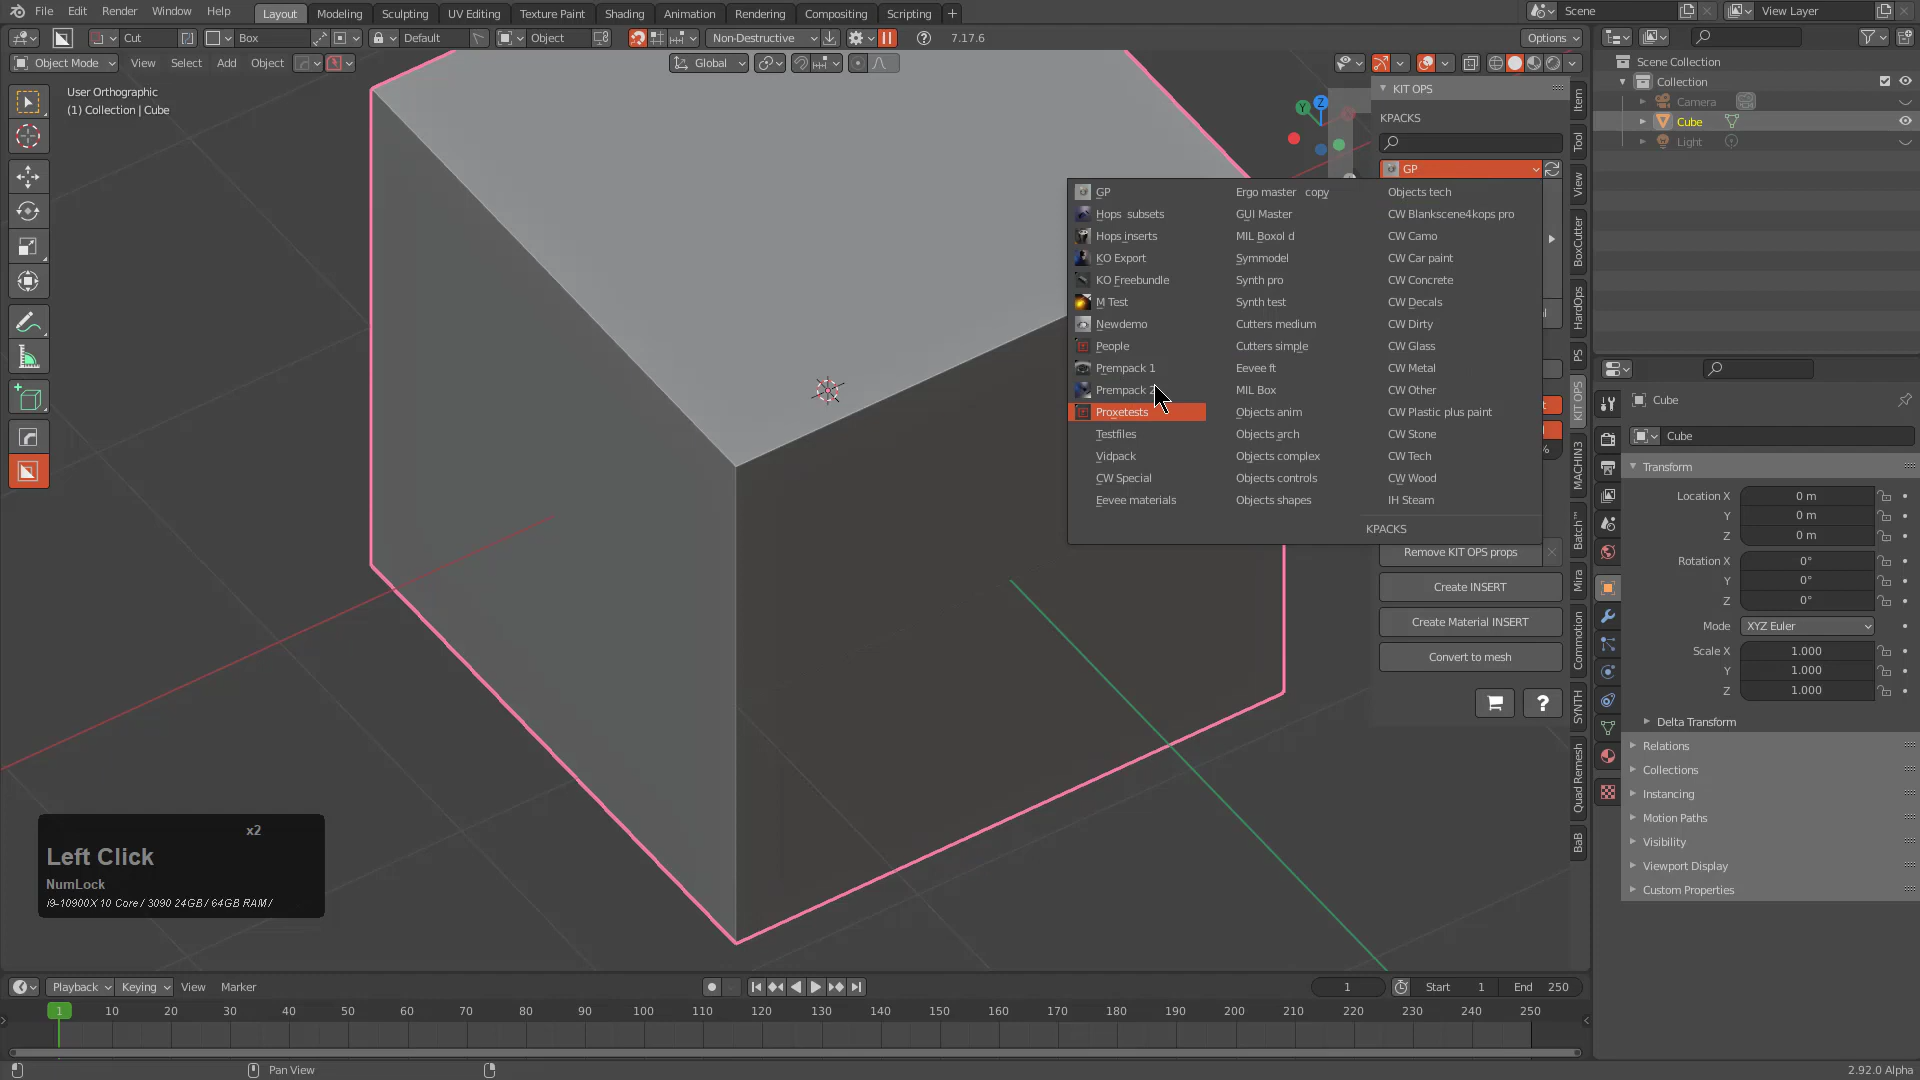 File Edit Render Window Help Layout Modeling Sculpting UV Editing Texture Paint Shading Animation Rendering Compositing Scripting + Scene View Layer
Cut Box Default Object Non-Destructive 7.17.6 Options
Object Mode View Select Add Object Global
User Orthographic
(1) Collection | Cube
Z
Y
KIT OPS
KPACKS
GP
GP
Hops subsets
Hops inserts
KO Export
KO Freebundle
M Test
Newdemo
People
Prempack 1
Prempack 2
Proxetests
Testfiles
Vidpack
CW Special
Eevee materials
Ergo master copy
GUI Master
MIL Boxol d
Symmodel
Synth pro
Synth test
Cutters medium
Cutters simple
Eevee ft
MIL Box
Objects anim
Objects arch
Objects complex
Objects controls
Objects shapes
Objects tech
CW Blankscene4kops pro
CW Camo
CW Car paint
CW Concrete
CW Decals
CW Dirty
CW Glass
CW Metal
CW Other
CW Plastic plus paint
CW Stone
CW Tech
CW Wood
IH Steam
KPACKS
%
Remove KIT OPS props
Create INSERT
Create Material INSERT
Convert to mesh
?
Item
Tool
View
BoxCutter
HardOps
PS
KIT OPS
MACHIN3
Batch™
Mira
Commotion
SYNTH
Quad Remesh
BaB
Scene Collection
Collection
Camera
Cube
Light
Cube
Cube
Transform
Location X 0 m
Y 0 m
Z 0 m
Rotation X 0°
Y 0°
Z 0°
Mode XYZ Euler
Scale X 1.000
Y 1.000
Z 1.000
Delta Transform
Relations
Collections
Instancing
Motion Paths
Visibility
Viewport Display
Custom Properties
x2
Left Click
NumLock
i9-10900X 10 Core / 3090 24GB / 64GB RAM /
Playback Keying View Marker 1 Start 1 End 250
1 10 20 30 40 50 60 70 80 90 100 110 120 130 140 150 160 170 180 190 200 210 220 230 240 250
Pan View 2.92.0 Alpha